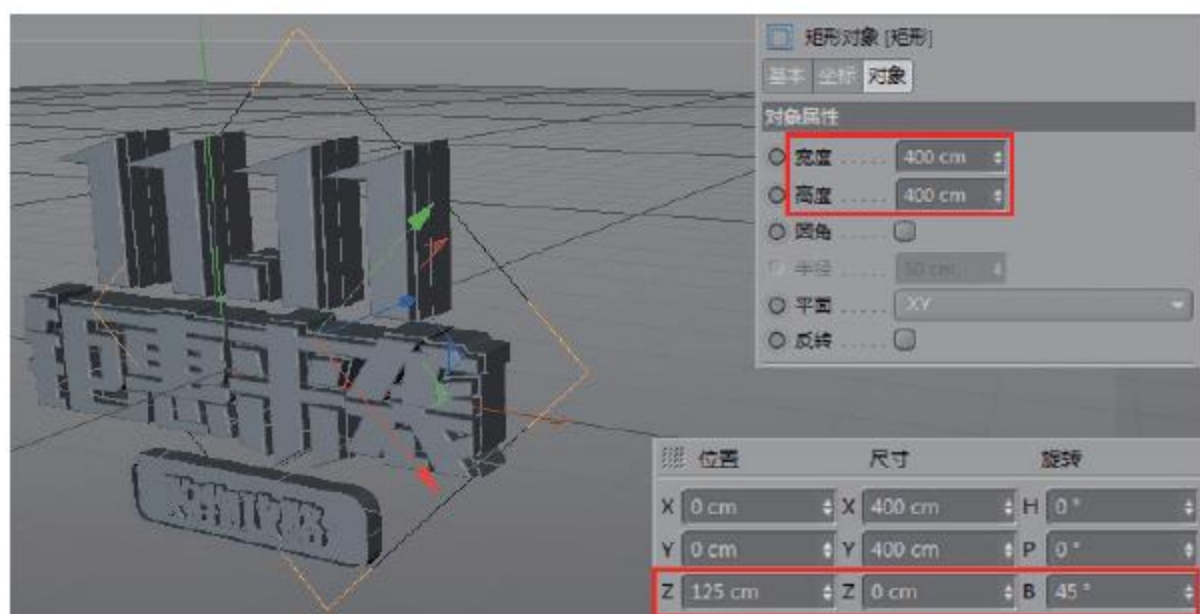 矩形对象 [矩形]
基本 坐标 对象
对象属性
宽度 ..... 400 cm
高度 ..... 400 cm
圆角 .....
半径 ..... 50 cm
平面 ..... XY
反转 .....
位置 尺寸 旋转
X 0 cm X 400 cm H 0 °
Y 0 cm Y 400 cm P 0 °
Z 125 cm Z 0 cm B 45 °